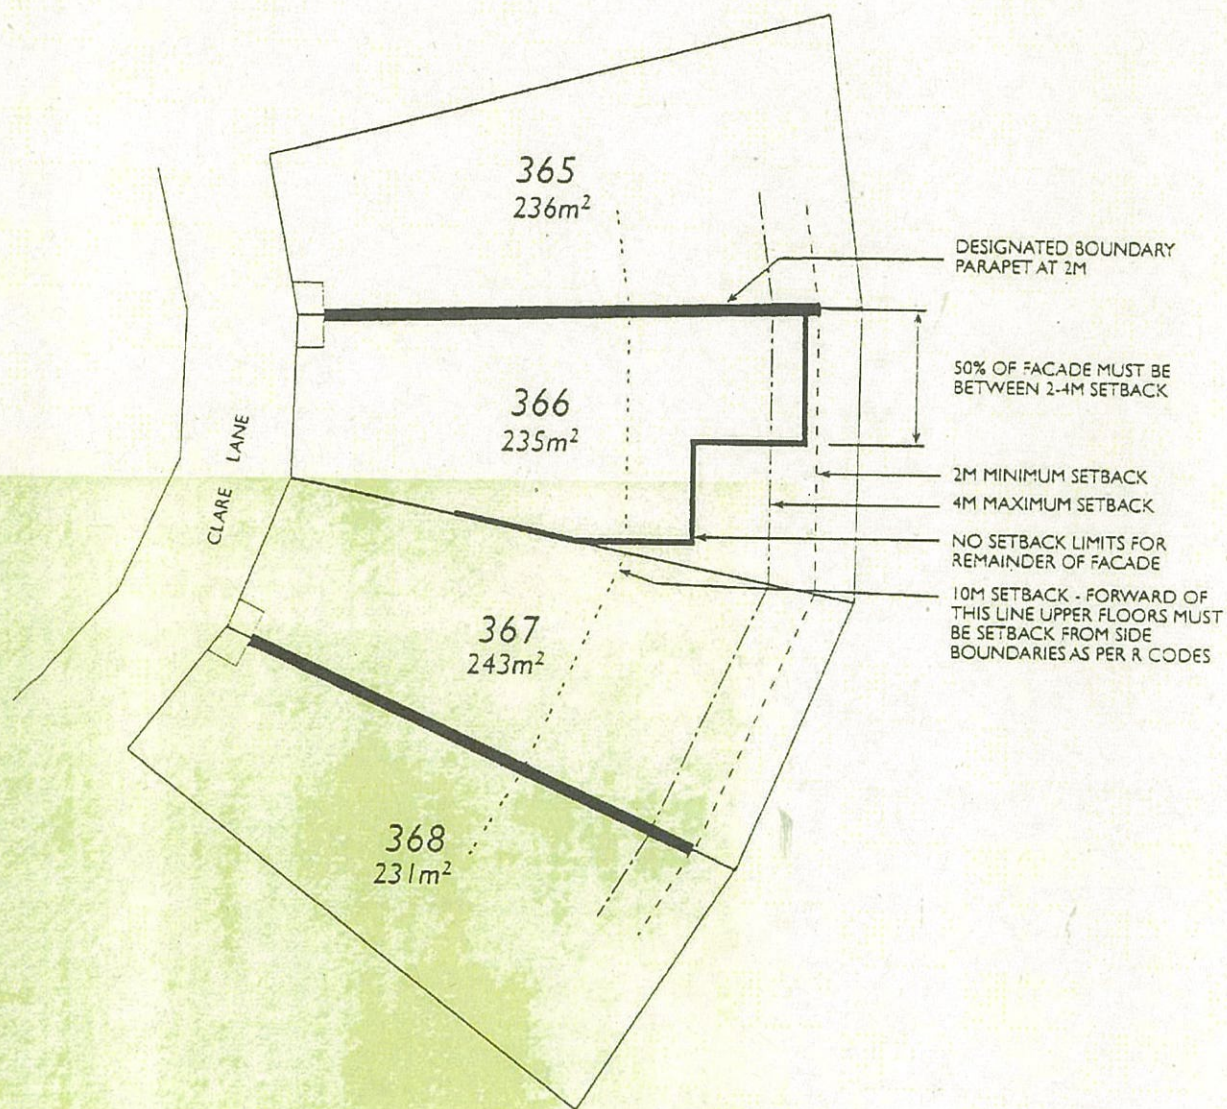 365
236m²
DESIGNATED BOUNDARY
PARAPET AT 2M
50% OF FACADE MUST BE
BETWEEN 2-4M SETBACK
366
235m²
CLARE LANE
2M MINIMUM SETBACK
4M MAXIMUM SETBACK
NO SETBACK LIMITS FOR
REMAINDER OF FACADE
10M SETBACK - FORWARD OF
THIS LINE UPPER FLOORS MUST
BE SETBACK FROM SIDE
BOUNDARIES AS PER R CODES
367
243m²
368
231m²